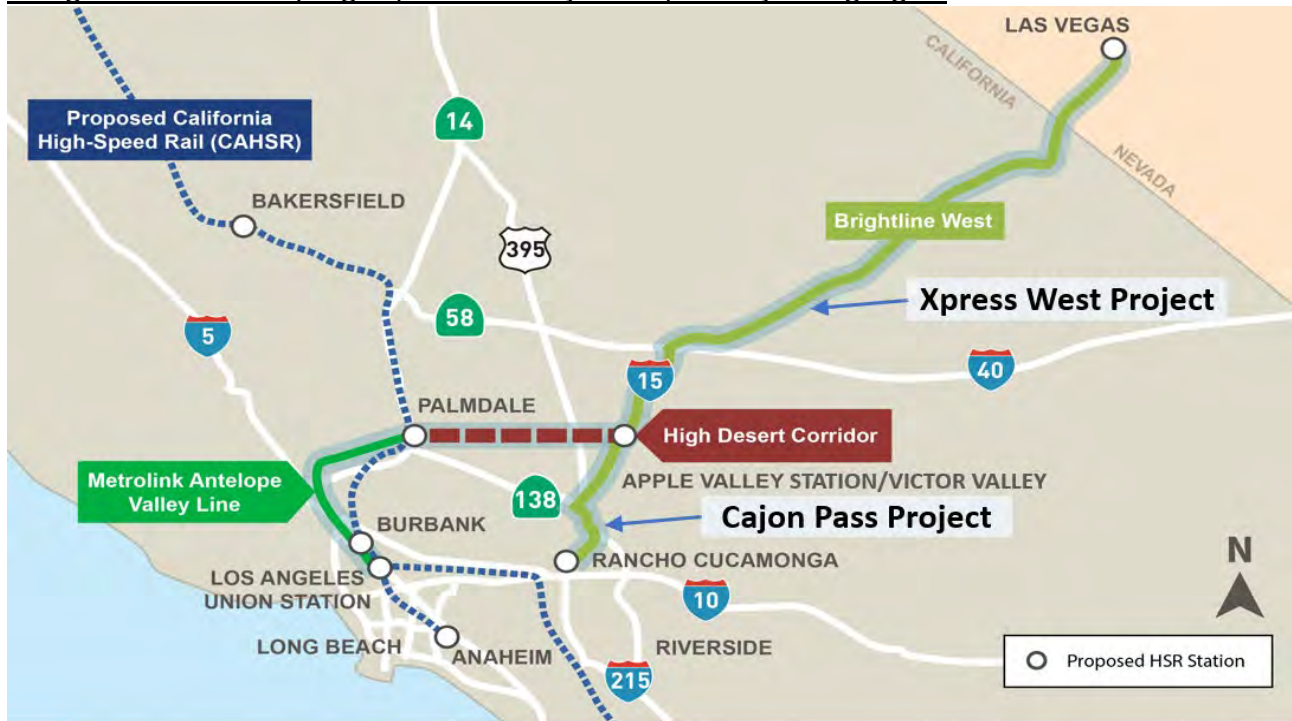 LAS VEGAS
CALIFORNIA
NEVADA
Proposed California
High-Speed Rail (CAHSR)
14
BAKERSFIELD
395
Brightline West
Xpress West Project
58
5
15
40
PALMDALE
High Desert Corridor
Metrolink Antelope
Valley Line
138
APPLE VALLEY STATION/VICTOR VALLEY
Cajon Pass Project
BURBANK
RANCHO CUCAMONGA
LOS ANGELES
UNION STATION
10
N
LONG BEACH
ANAHEIM
RIVERSIDE
215
Proposed HSR Station